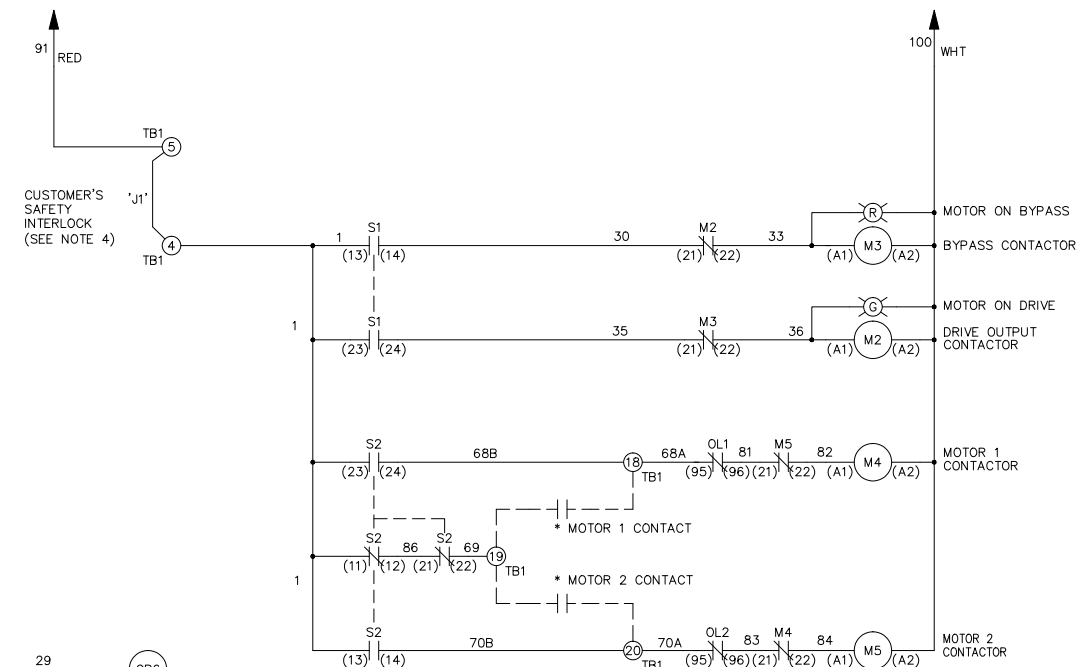 91
RED
100
WHT
TB1
5
CUSTOMER'S
SAFETY
INTERLOCK
(SEE NOTE 4)
'J1'
4
TB1
R
MOTOR ON BYPASS
1
S1
(13) (14)
30
M2
(21) (22)
33
(A1) M3 (A2)
BYPASS CONTACTOR
G
MOTOR ON DRIVE
1
S1
(23) (24)
35
M3
(21) (22)
36
(A1) M2 (A2)
DRIVE OUTPUT
CONTACTOR
S2
(23) (24)
68B
18
TB1
68A
OL1
(95) (96)
81
M5
(21) (22)
82
(A1) M4 (A2)
MOTOR 1
CONTACTOR
* MOTOR 1 CONTACT
1
S2
(11) (12)
86
S2
(21) (22)
69
19
TB1
* MOTOR 2 CONTACT
S2
(13) (14)
70B
20
TB1
70A
OL2
(95) (96)
83
M4
(21) (22)
84
(A1) M5 (A2)
MOTOR 2
CONTACTOR
29